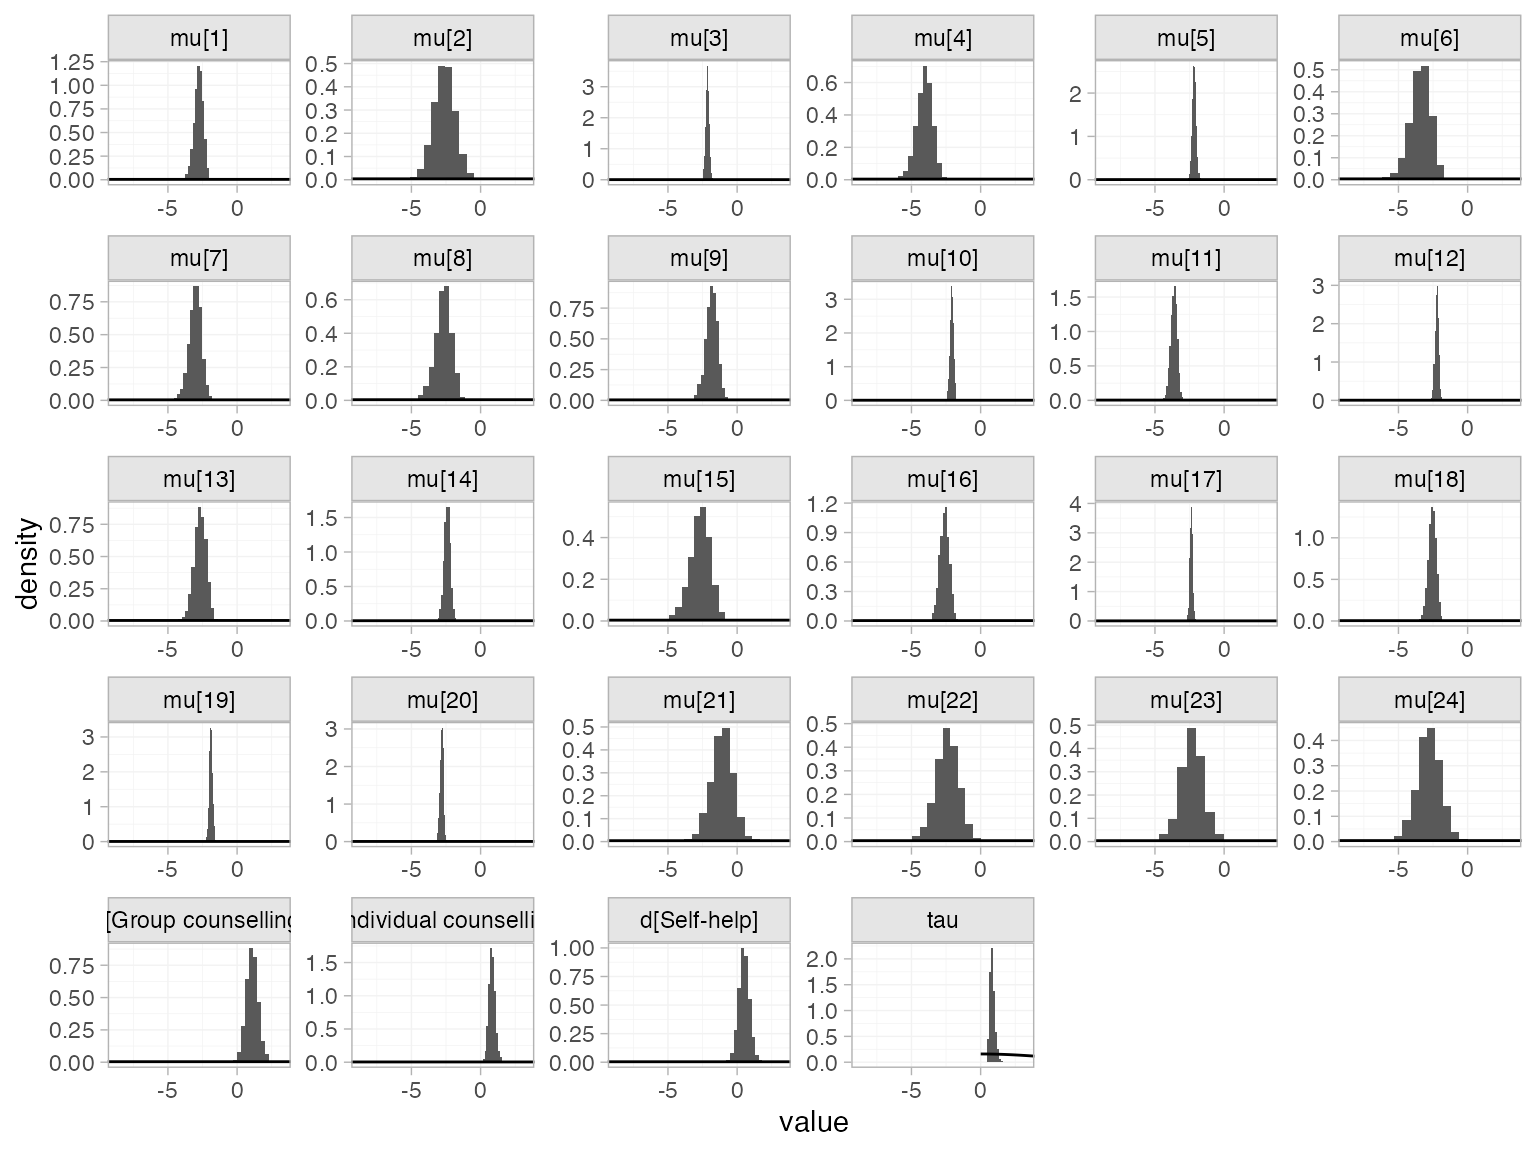 mu[1] mu[2] mu[3] mu[4] mu[5] mu[6]
1.25 1.00 0.75 0.50 0.25 0.00
0.5 0.4 0.3 0.2 0.1 0.0
3 2 1 0
0.6 0.4 0.2 0.0
2 1 0
0.5 0.4 0.3 0.2 0.1 0.0
-5 0 -5 0 -5 0 -5 0 -5 0 -5 0
mu[7] mu[8] mu[9] mu[10] mu[11] mu[12]
0.75 0.50 0.25 0.00
0.6 0.4 0.2 0.0
0.75 0.50 0.25 0.00
3 2 1 0
1.5 1.0 0.5 0.0
3 2 1 0
-5 0 -5 0 -5 0 -5 0 -5 0 -5 0
mu[13] mu[14] mu[15] mu[16] mu[17] mu[18]
0.75 0.50 0.25 0.00
1.5 1.0 0.5 0.0
0.4 0.2 0.0
1.2 0.9 0.6 0.3 0.0
4 3 2 1 0
1.0 0.5 0.0
-5 0 -5 0 -5 0 -5 0 -5 0 -5 0
density
mu[19] mu[20] mu[21] mu[22] mu[23] mu[24]
3 2 1 0
3 2 1 0
0.5 0.4 0.3 0.2 0.1 0.0
0.5 0.4 0.3 0.2 0.1 0.0
0.5 0.4 0.3 0.2 0.1 0.0
0.4 0.3 0.2 0.1 0.0
-5 0 -5 0 -5 0 -5 0 -5 0 -5 0
[Group counselling ndividual counselli d[Self-help] tau
0.75 0.50 0.25 0.00
1.5 1.0 0.5 0.0
1.00 0.75 0.50 0.25 0.00
2.0 1.5 1.0 0.5 0.0
-5 0 -5 0 -5 0 -5 0
value